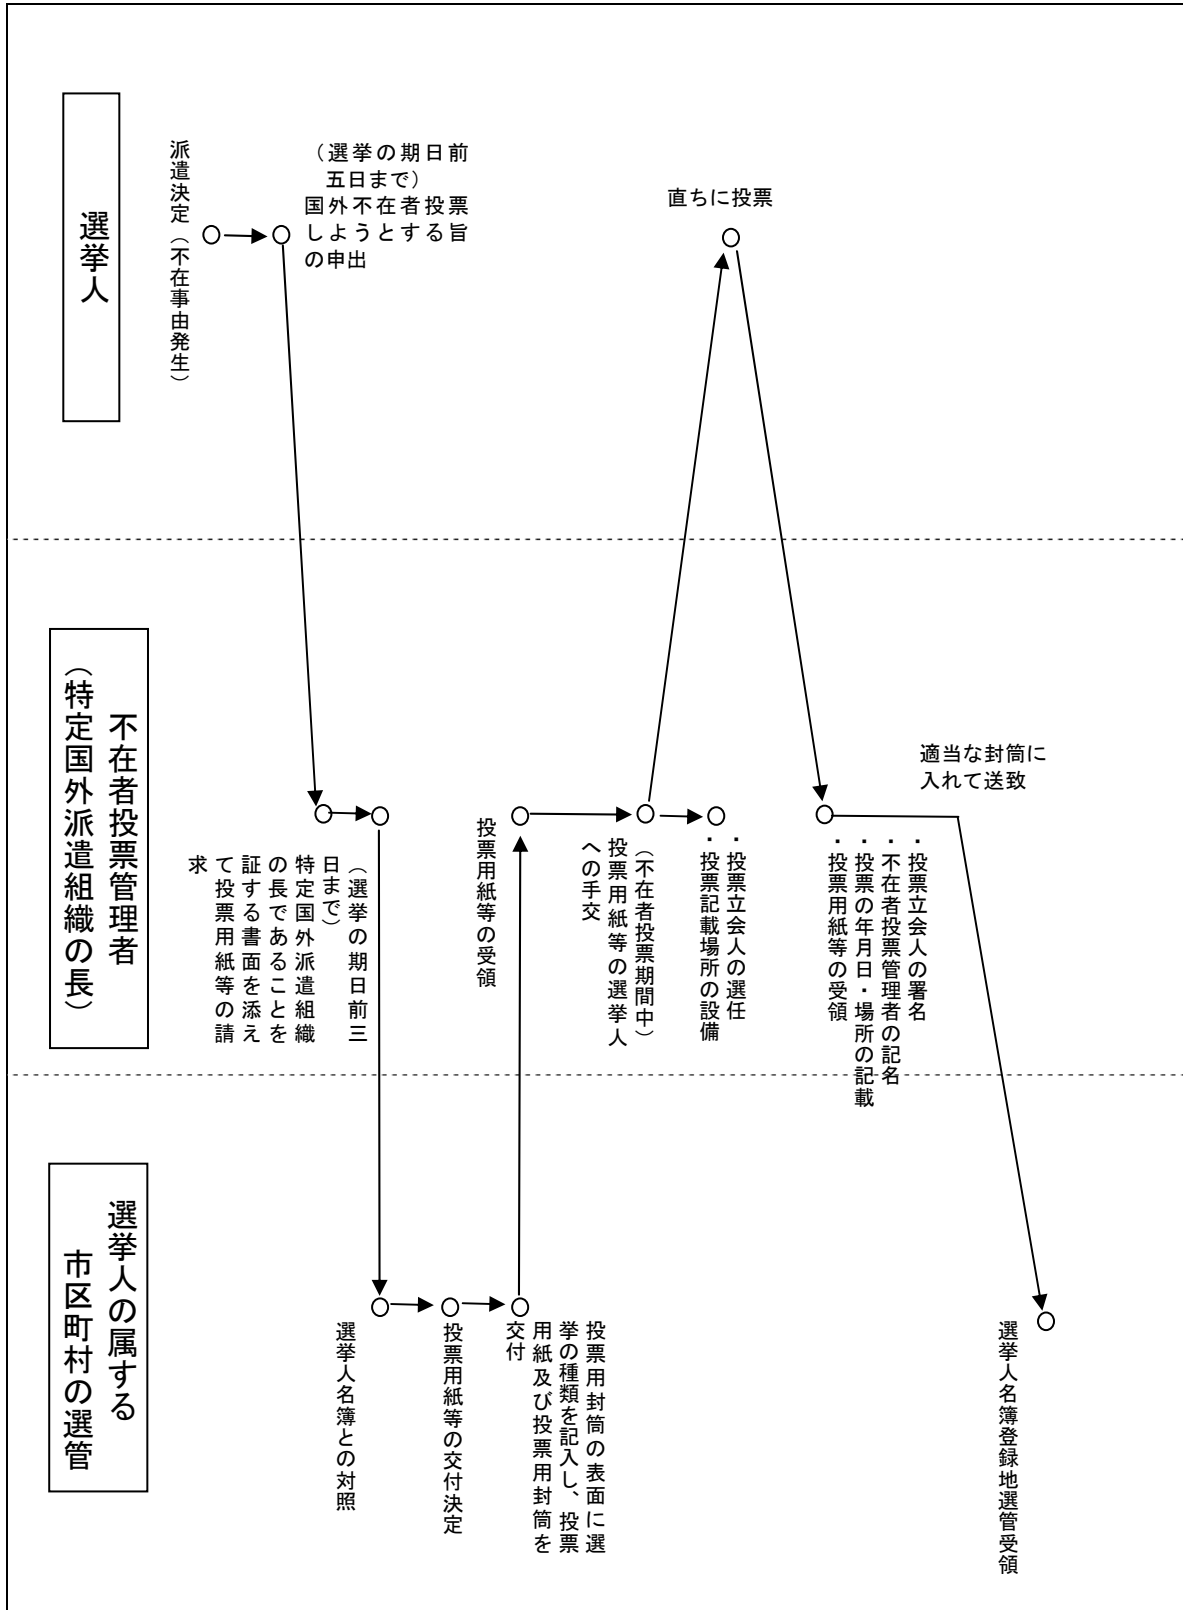 選挙人
派遣決定（不在事由発生）
（選挙の期日前
五日まで）
国外不在者投票
しようとする旨
の申出
直ちに投票
不在者投票管理者
（特定国外派遣組織の長）
（選挙の期日前三
日まで）
特定国外派遣組織
の長であることを
証する書面を添え
て投票用紙等の請
求
投票用紙等の受領
（不在者投票期間中）
投票用紙等の選挙人
への手交
・投票立会人の選任
・投票記載場所の設備
適当な封筒に
入れて送致
・投票立会人の署名
・不在者投票管理者の記名
・投票の年月日・場所の記載
・投票用紙等の受領
選挙人の属する
市区町村の選管
選挙人名簿との対照
投票用紙等の交付決定
投票用封筒の表面に選
挙の種類を記入し、投票
用紙及び投票用封筒を
交付
選挙人名簿登録地選管受領